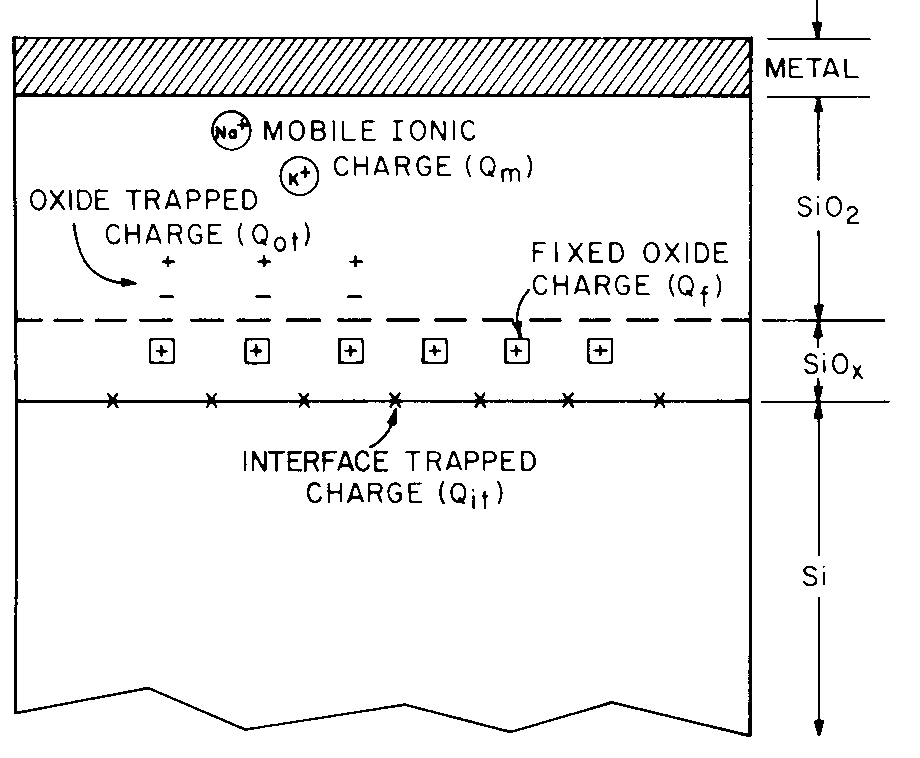 METAL
Na+ MOBILE IONIC
K+ CHARGE (Qm)
OXIDE TRAPPED
CHARGE (Qot)
SiO2
+ + +
− − −
FIXED OXIDE
CHARGE (Qf)
+ + + + + +
SiOx
INTERFACE TRAPPED
CHARGE (Qit)
Si